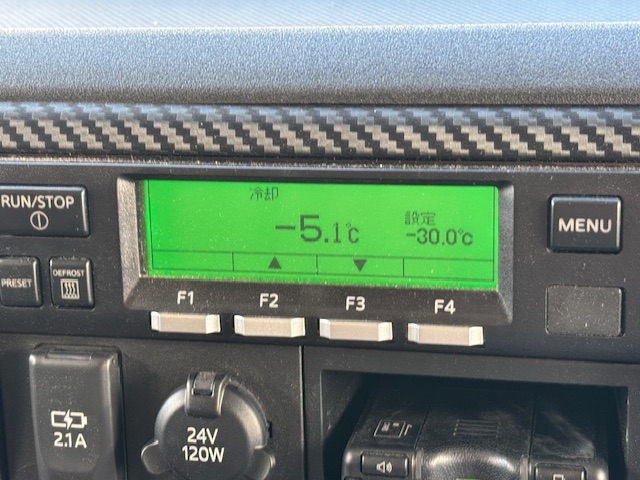 冷却
-5.1℃
設定
-30.0℃
RUN/STOP
MENU
PRESET
DEFROST
F1
F2
F3
F4
2.1A
24V
120W